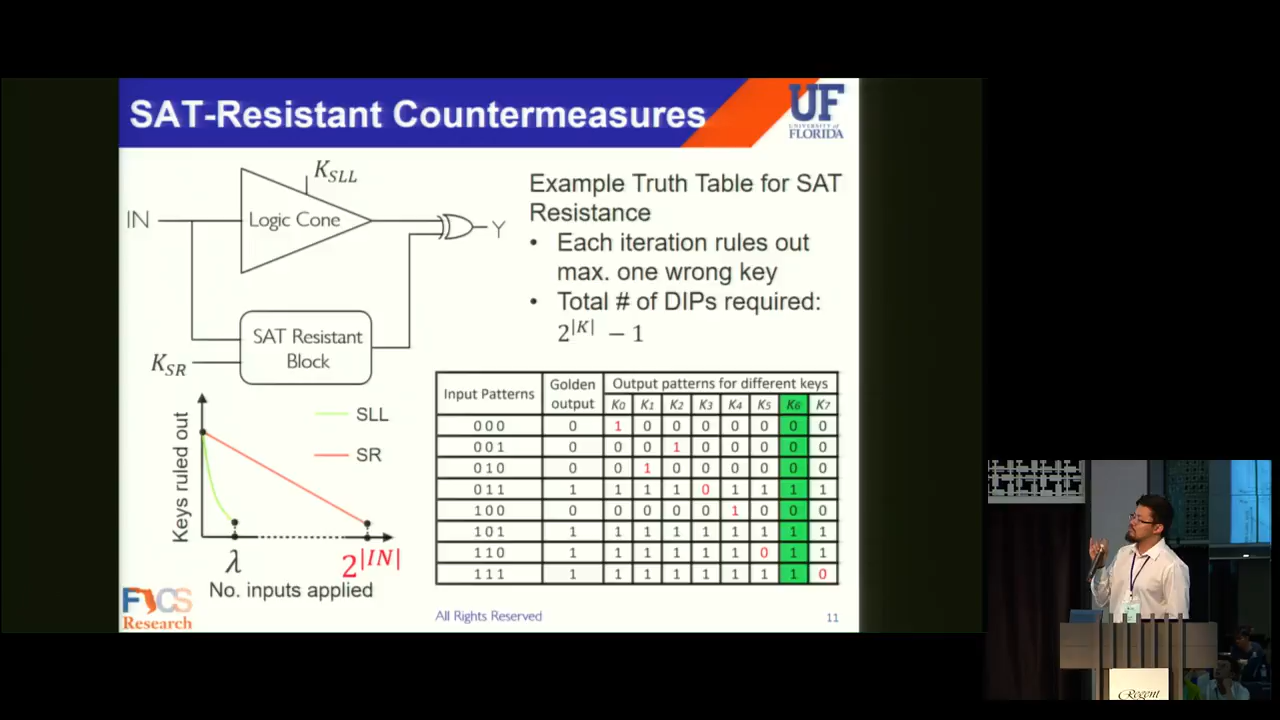 SAT-Resistant Countermeasures
UF
UNIVERSITY of
FLORIDA
K_SLL
IN
Logic Cone
Y
SAT Resistant
Block
K_SR
Example Truth Table for SAT
Resistance
• Each iteration rules out
max. one wrong key
• Total # of DIPs required:
2^|K| − 1
Keys ruled out
SLL
SR
λ
2^|IN|
No. inputs applied
Input Patterns Golden output Output patterns for different keys
K0 K1 K2 K3 K4 K5 K6 K7
0 0 0 0 1 0 0 0 0 0 0 0
0 0 1 0 0 0 1 0 0 0 0 0
0 1 0 0 0 1 0 0 0 0 0 0
0 1 1 1 1 1 1 0 1 1 1 1
1 0 0 0 0 0 0 0 1 0 0 0
1 0 1 1 1 1 1 1 1 1 1 1
1 1 0 1 1 1 1 1 1 0 1 1
1 1 1 1 1 1 1 1 1 1 1 0
FICS
Research
All Rights Reserved
11
Regent